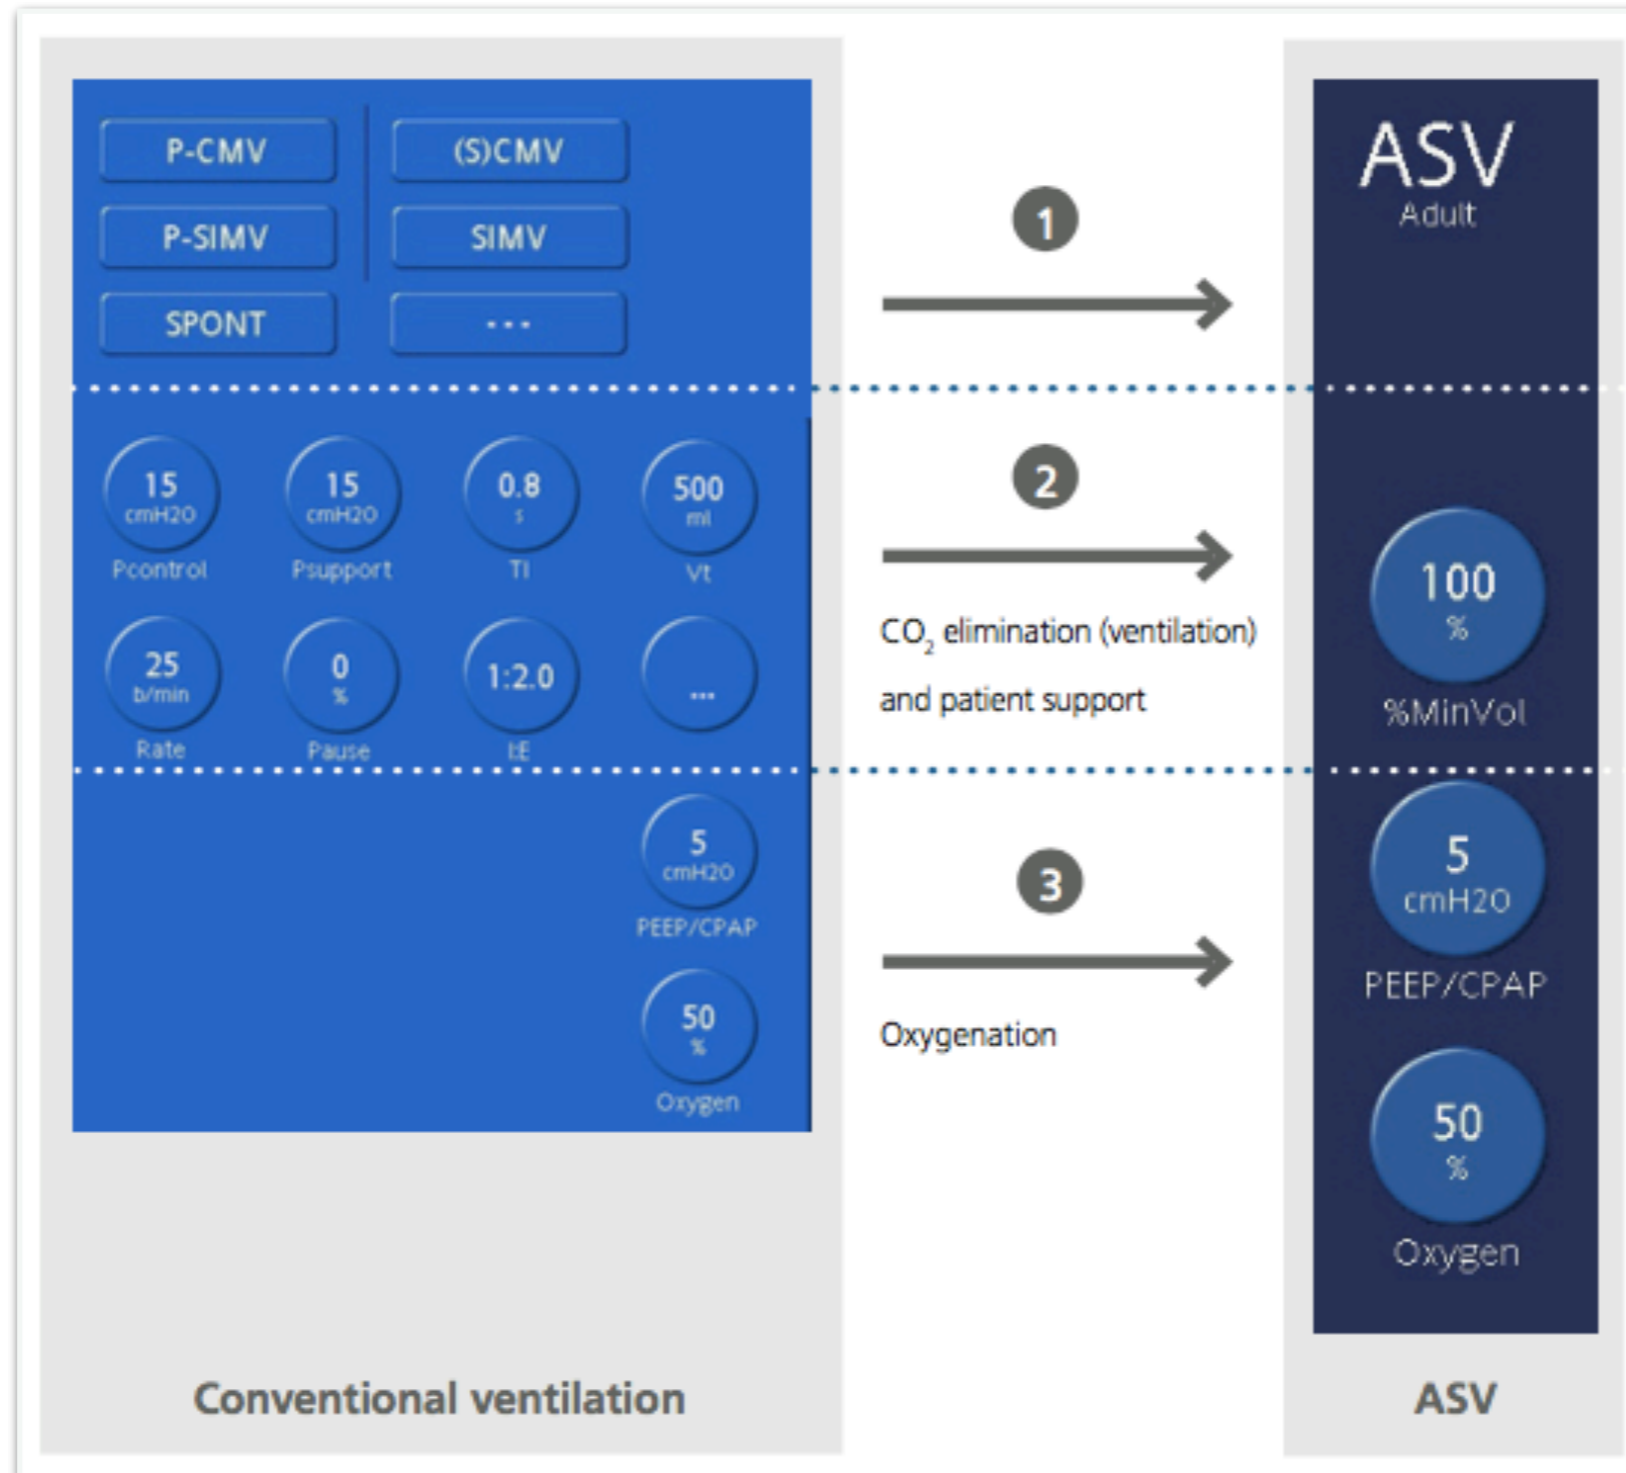 P-CMV
(S)CMV
P-SIMV
SIMV
SPONT
...
15
cmH2O
Pcontrol
15
cmH2O
Psupport
0.8
s
TI
500
ml
Vt
25
b/min
Rate
0
%
Pause
1:2.0
I:E
...
5
cmH2O
PEEP/CPAP
50
%
Oxygen
Conventional ventilation
1
2
CO₂ elimination (ventilation)
and patient support
3
Oxygenation
ASV
Adult
100
%
%MinVol
5
cmH2O
PEEP/CPAP
50
%
Oxygen
ASV